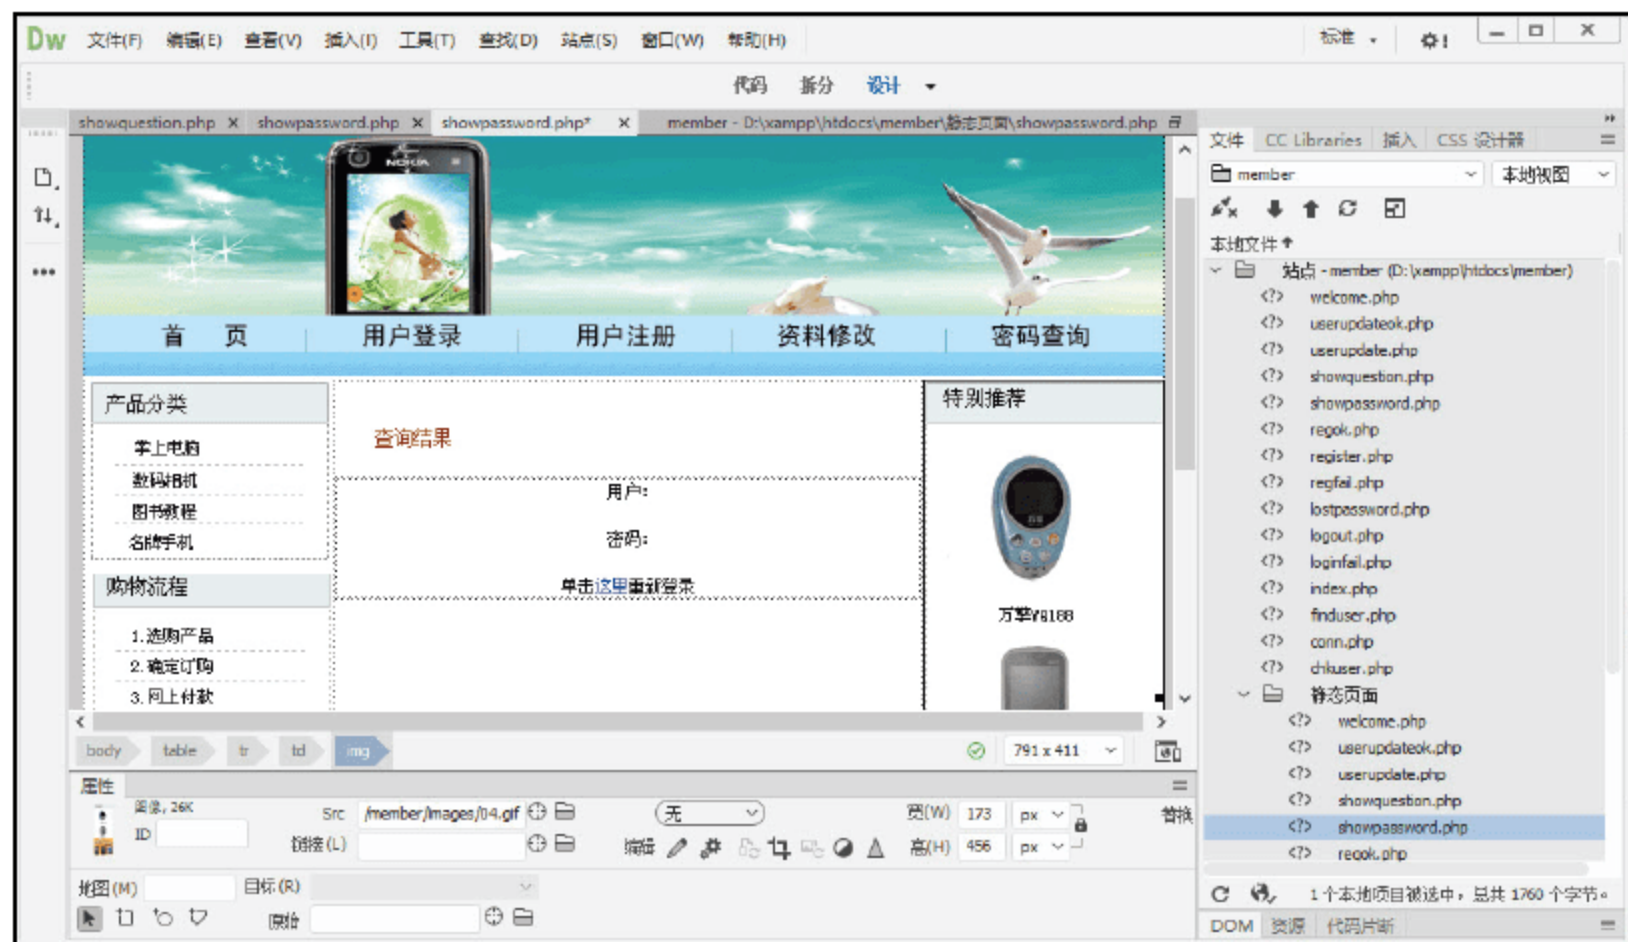 Dw 文件(F) 编辑(E) 查看(V) 插入(I) 工具(T) 查找(D) 站点(S) 窗口(W) 帮助(H) 标准
代码 拆分 设计
showquestion.php × showpassword.php × showpassword.php* × member - D:\xampp\htdocs\member\静态页面\showpassword.php
NOKIA
首 页 用户登录 用户注册 资料修改 密码查询
产品分类
掌上电脑
数码相机
图书教程
名牌手机
购物流程
1.选购产品
2.确定订购
3.网上付款
查询结果
用户:
密码:
单击这里重新登录
特别推荐
万擎V9188
body table tr td img 791 x 411
属性
图像, 26K Src /member/images/04.gif 无 宽(W) 173 px 替换
ID 链接(L) 编辑 高(H) 456 px
地图(M) 目标(R)
原始
文件 CC Libraries 插入 CSS 设计器
member 本地视图
本地文件↑
站点 - member (D:\xampp\htdocs\member)
<?> welcome.php
<?> userupdateok.php
<?> userupdate.php
<?> showquestion.php
<?> showpassword.php
<?> regok.php
<?> register.php
<?> regfail.php
<?> lostpassword.php
<?> logout.php
<?> loginfail.php
<?> index.php
<?> finduser.php
<?> conn.php
<?> chkuser.php
静态页面
<?> welcome.php
<?> userupdateok.php
<?> userupdate.php
<?> showquestion.php
<?> showpassword.php
<?> regok.php
1 个本地项目被选中，总共 1760 个字节。
DOM 资源 代码片断